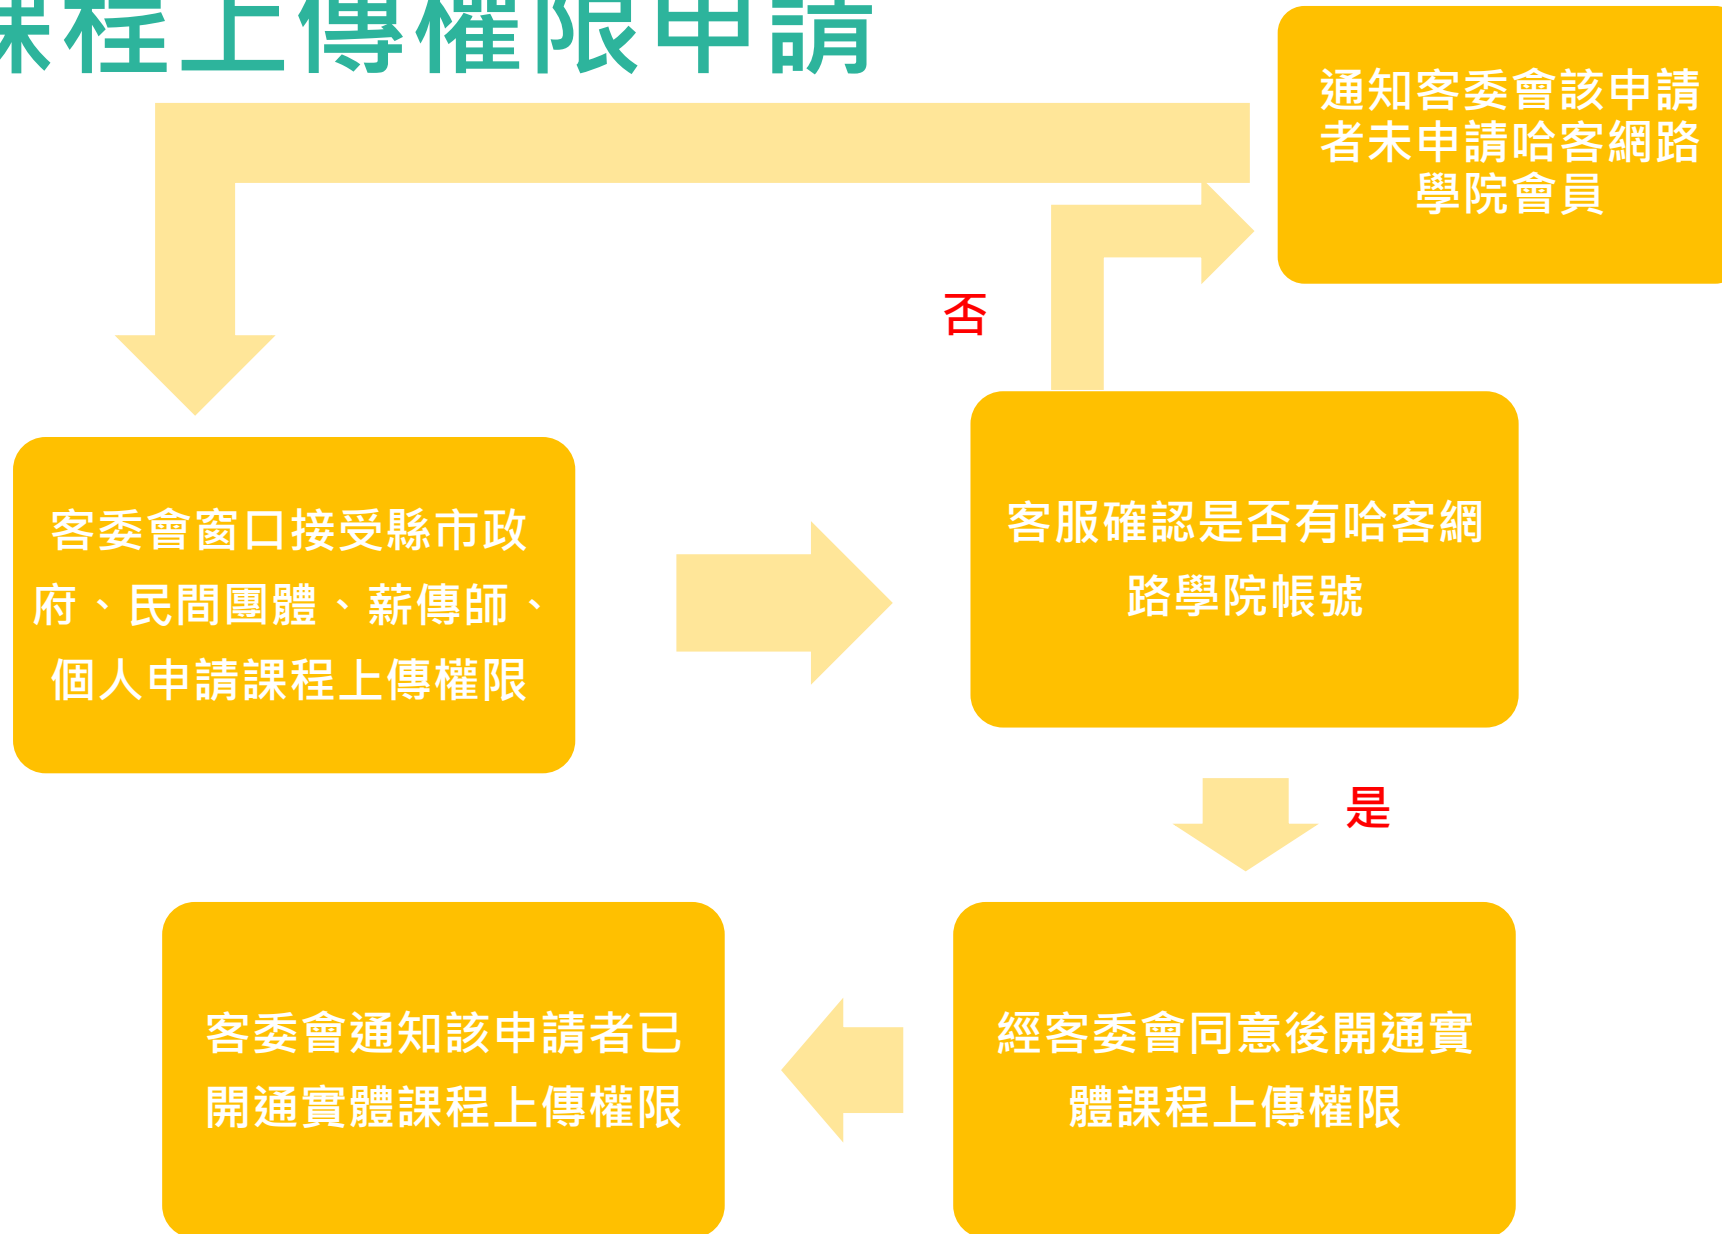 課程上傳權限申請
通知客委會該申請
者未申請哈客網路
學院會員
否
客委會窗口接受縣市政
府、民間團體、薪傳師、
個人申請課程上傳權限
客服確認是否有哈客網
路學院帳號
是
客委會通知該申請者已
開通實體課程上傳權限
經客委會同意後開通實
體課程上傳權限